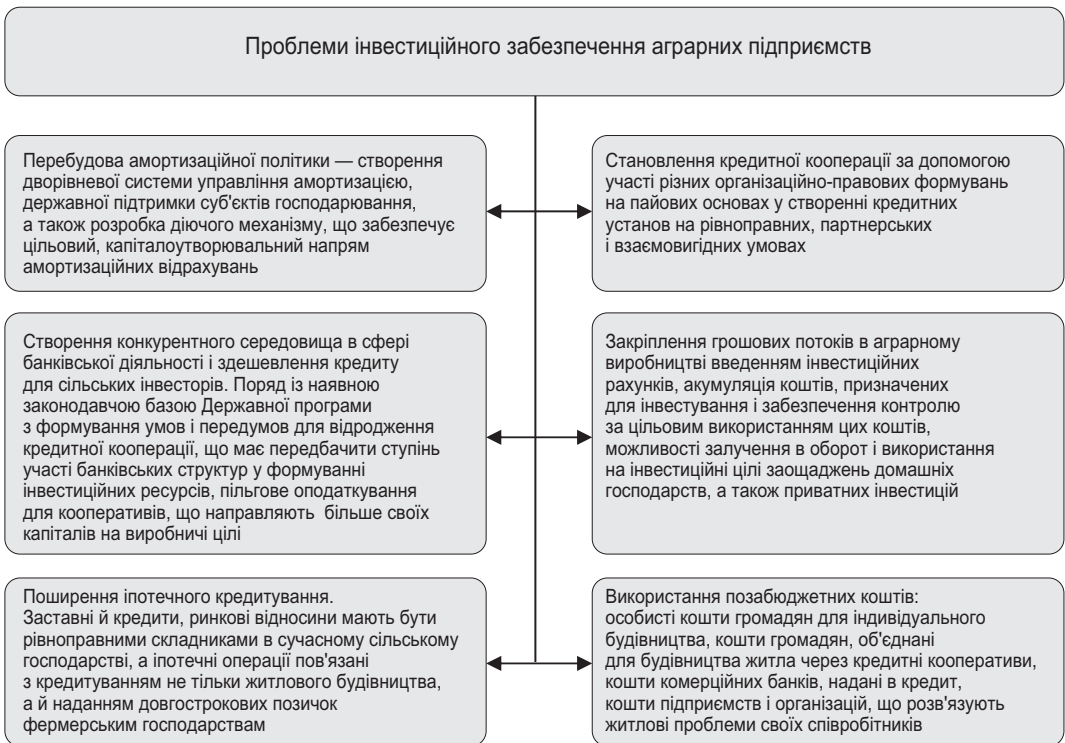 Проблеми інвестиційного забезпечення аграрних підприємств
Перебудова амортизаційної політики — створення
дворівневої системи управління амортизацією,
державної підтримки суб'єктів господарювання,
а також розробка діючого механізму, що забезпечує
цільовий, капіталоутворювальний напрям
амортизаційних відрахувань
Становлення кредитної кооперації за допомогою
участі різних організаційно-правових формувань
на пайових основах у створенні кредитних
установ на рівноправних, партнерських
і взаємовигідних умовах
Створення конкурентного середовища в сфері
банківської діяльності і здешевлення кредиту
для сільських інвесторів. Поряд із наявною
законодавчою базою Державної програми
з формування умов і передумов для відродження
кредитної кооперації, що має передбачити ступінь
участі банківських структур у формуванні
інвестиційних ресурсів, пільгове оподаткування
для кооперативів, що направляють більше своїх
капіталів на виробничі цілі
Закріплення грошових потоків в аграрному
виробництві введенням інвестиційних
рахунків, акумуляція коштів, призначених
для інвестування і забезпечення контролю
за цільовим використанням цих коштів,
можливості залучення в оборот і використання
на інвестиційні цілі заощаджень домашніх
господарств, а також приватних інвестицій
Поширення іпотечного кредитування.
Заставні й кредити, ринкові відносини мають бути
рівноправними складниками в сучасному сільському
господарстві, а іпотечні операції пов'язані
з кредитуванням не тільки житлового будівництва,
а й наданням довгострокових позичок
фермерським господарствам
Використання позабюджетних коштів:
особисті кошти громадян для індивідуального
будівництва, кошти громадян, об'єднані
для будівництва житла через кредитні кооперативи,
кошти комерційних банків, надані в кредит,
кошти підприємств і організацій, що розв'язують
житлові проблеми своїх співробітників